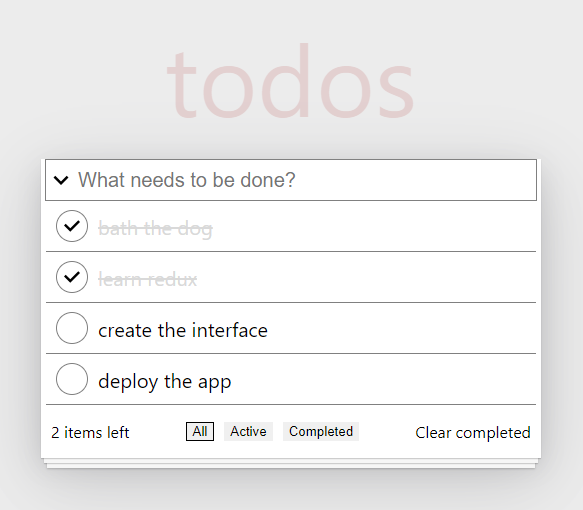 todos
What needs to be done?
bath the dog
learn redux
create the interface
deploy the app
2 items left All Active Completed Clear completed